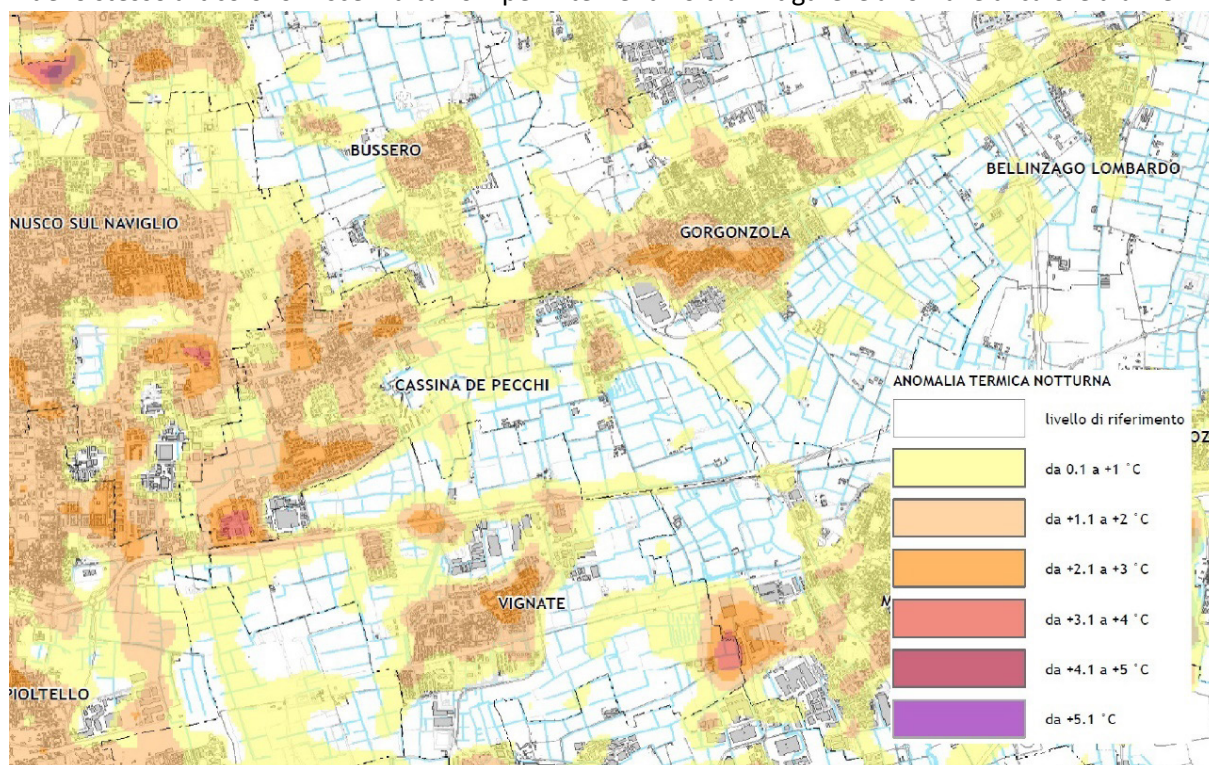 BUSSERO
BELLINZAGO LOMBARDO
NUSCO SUL NAVIGLIO
GORGONZOLA
CASSINA DE PECCHI
ANOMALIA TERMICA NOTTURNA
livello di riferimento
OZ
da 0.1 a +1 °C
da +1.1 a +2 °C
da +2.1 a +3 °C
VIGNATE
M
da +3.1 a +4 °C
da +4.1 a +5 °C
PIOLTELLO
da +5.1 °C